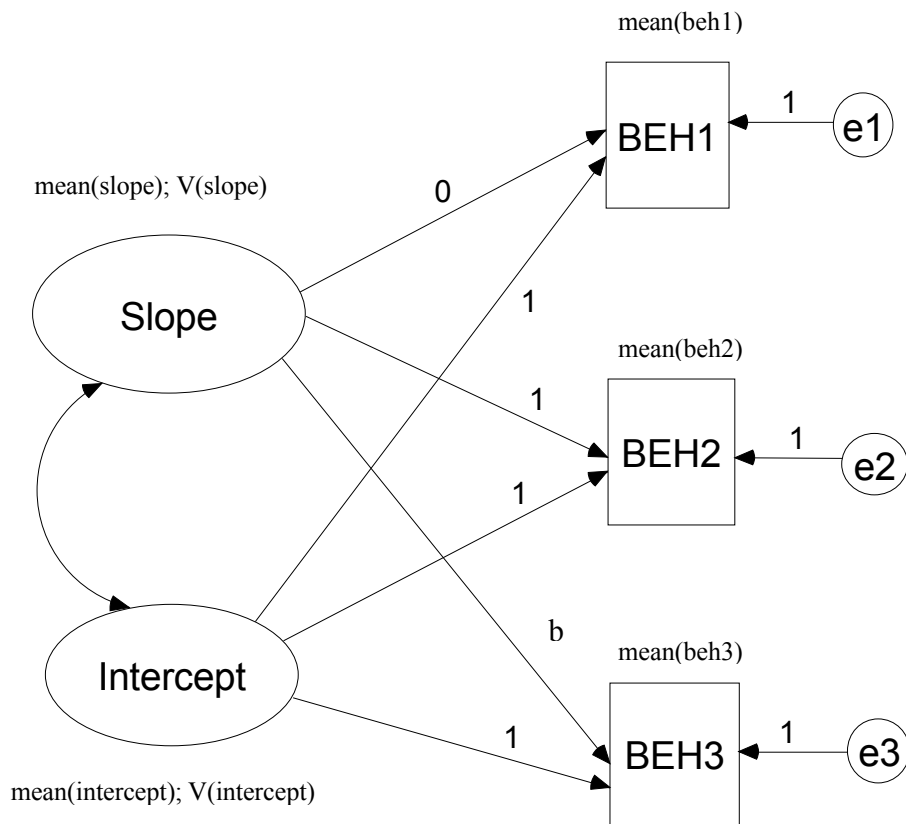 mean(beh1)
BEH1
1
e1
mean(slope); V(slope)
0
Slope
1
mean(beh2)
1
BEH2
1
e2
1
b
mean(beh3)
Intercept
1
BEH3
1
e3
mean(intercept); V(intercept)